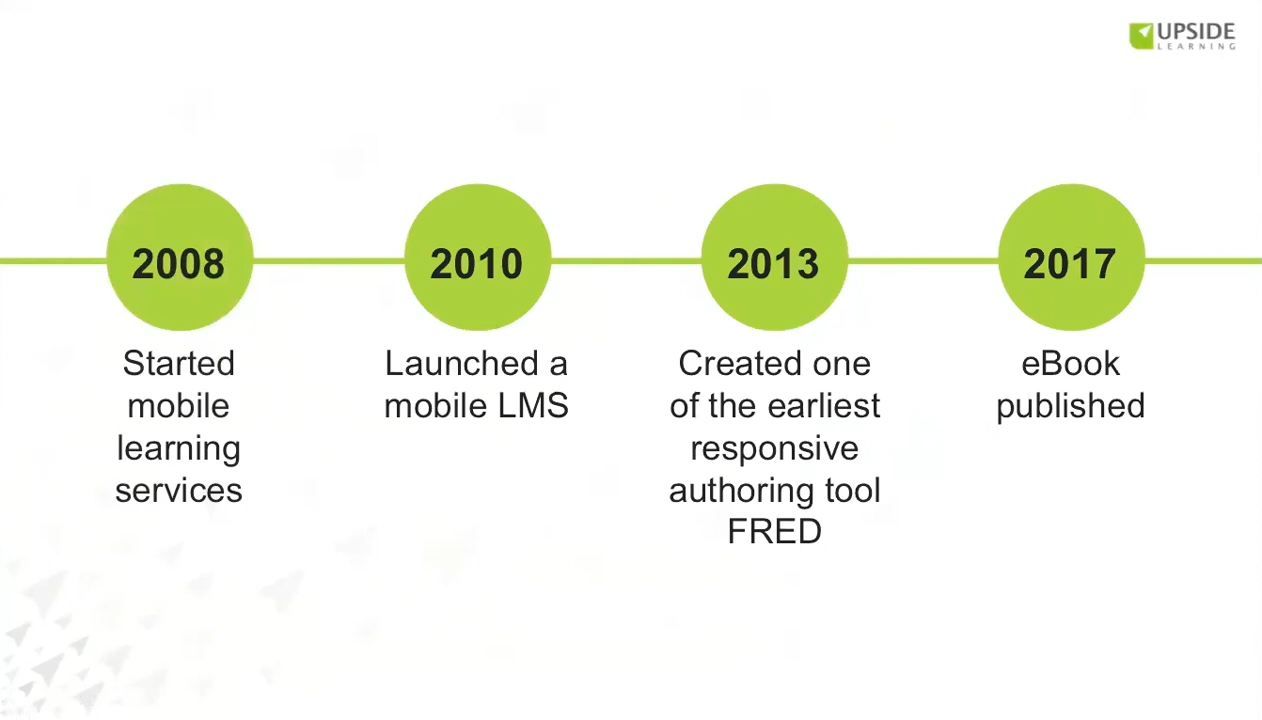 UPSIDE
LEARNING
2008
Started
mobile
learning
services
2010
Launched a
mobile LMS
2013
Created one
of the earliest
responsive
authoring tool
FRED
2017
eBook
published